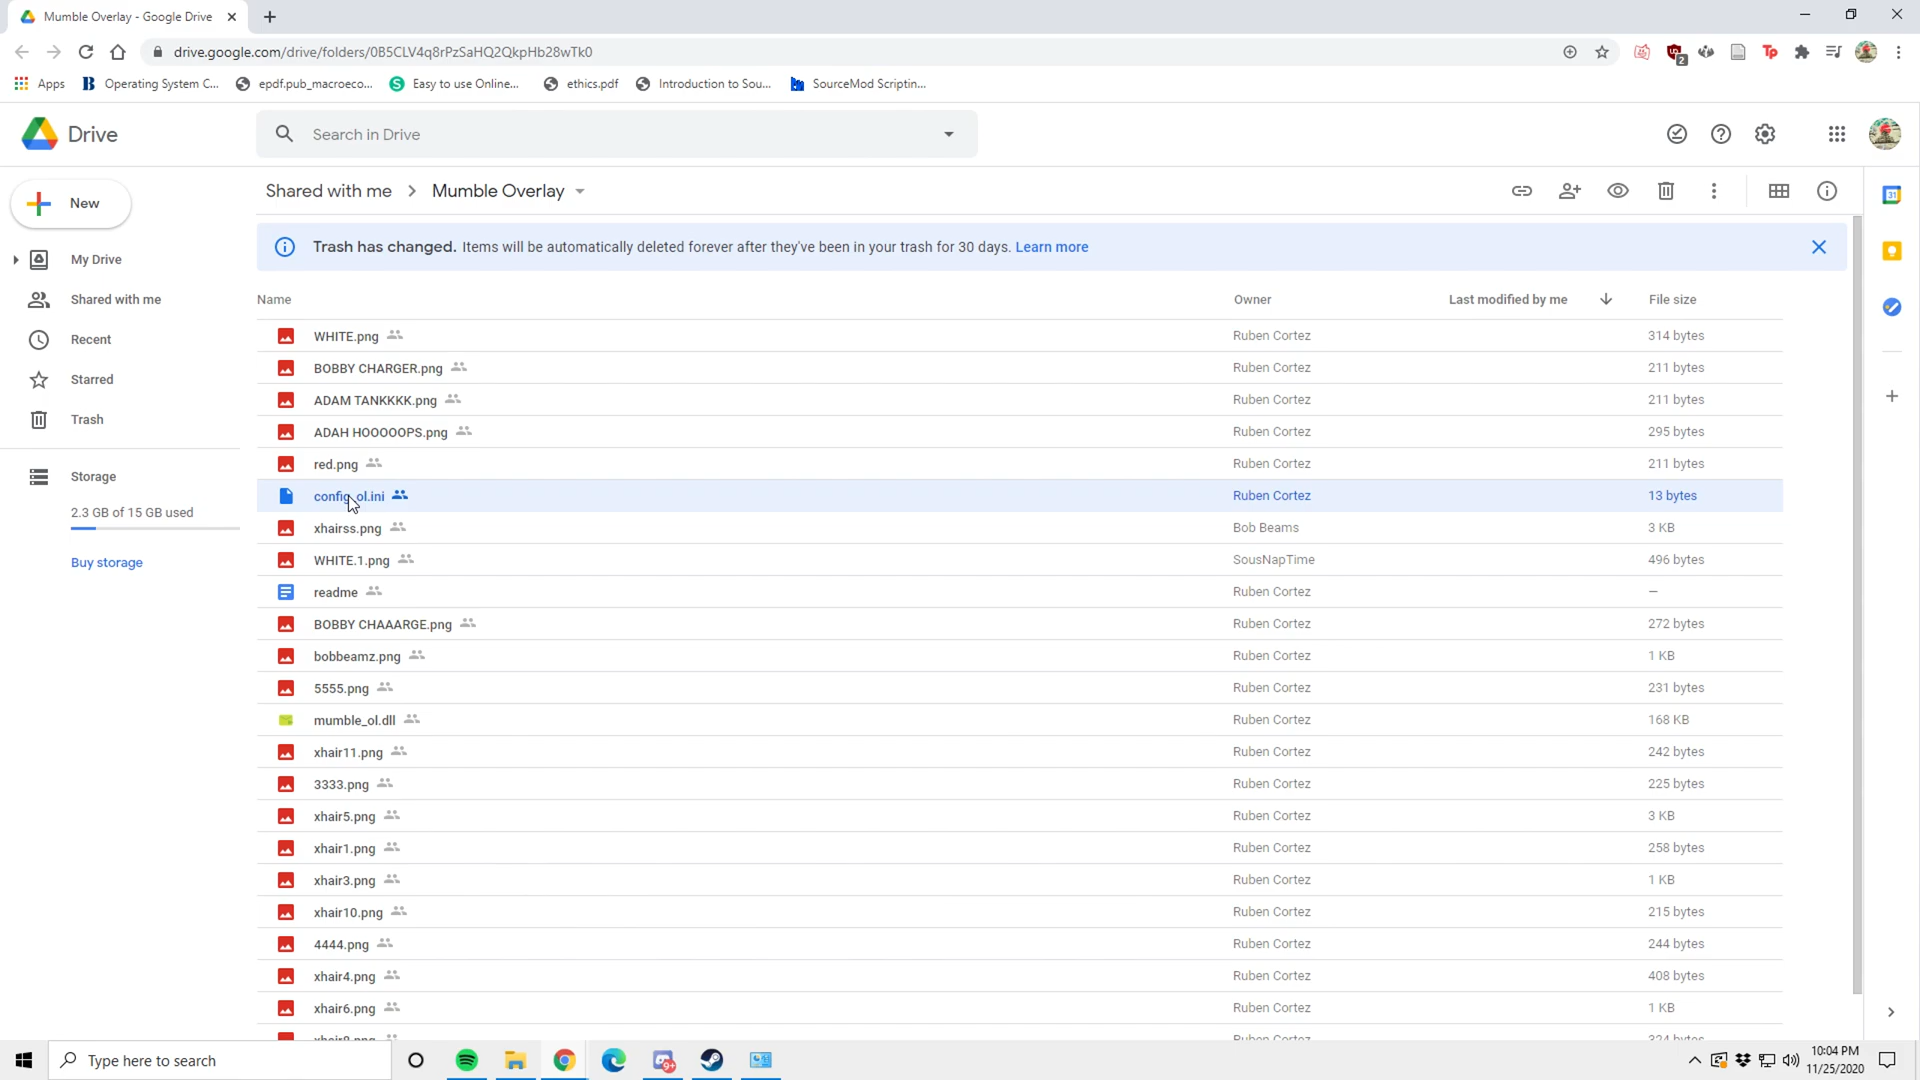 Mumble Overlay - Google Drive
drive.google.com/drive/folders/0B5CLV4q8rPzSaHQ2QkpHb28wTk0
2
Apps
Operating System C...
epdf.pub_macroeco...
Easy to use Online...
ethics.pdf
Introduction to Sou...
SourceMod Scriptin...
Drive
Search in Drive
New
Shared with me > Mumble Overlay
Trash has changed. Items will be automatically deleted forever after they've been in your trash for 30 days. Learn more
My Drive
Shared with me
Recent
Starred
Trash
Storage
2.3 GB of 15 GB used
Buy storage
Name Owner Last modified by me File size
WHITE.png Ruben Cortez 314 bytes
BOBBY CHARGER.png Ruben Cortez 211 bytes
ADAM TANKKKK.png Ruben Cortez 211 bytes
ADAH HOOOOOPS.png Ruben Cortez 295 bytes
red.png Ruben Cortez 211 bytes
config_ol.ini Ruben Cortez 13 bytes
xhairss.png Bob Beams 3 KB
WHITE.1.png SousNapTime 496 bytes
readme Ruben Cortez —
BOBBY CHAAARGE.png Ruben Cortez 272 bytes
bobbeamz.png Ruben Cortez 1 KB
5555.png Ruben Cortez 231 bytes
mumble_ol.dll Ruben Cortez 168 KB
xhair11.png Ruben Cortez 242 bytes
3333.png Ruben Cortez 225 bytes
xhair5.png Ruben Cortez 3 KB
xhair1.png Ruben Cortez 258 bytes
xhair3.png Ruben Cortez 1 KB
xhair10.png Ruben Cortez 215 bytes
4444.png Ruben Cortez 244 bytes
xhair4.png Ruben Cortez 408 bytes
xhair6.png Ruben Cortez 1 KB
Ruben Cortez
Type here to search
10:04 PM
11/25/2020